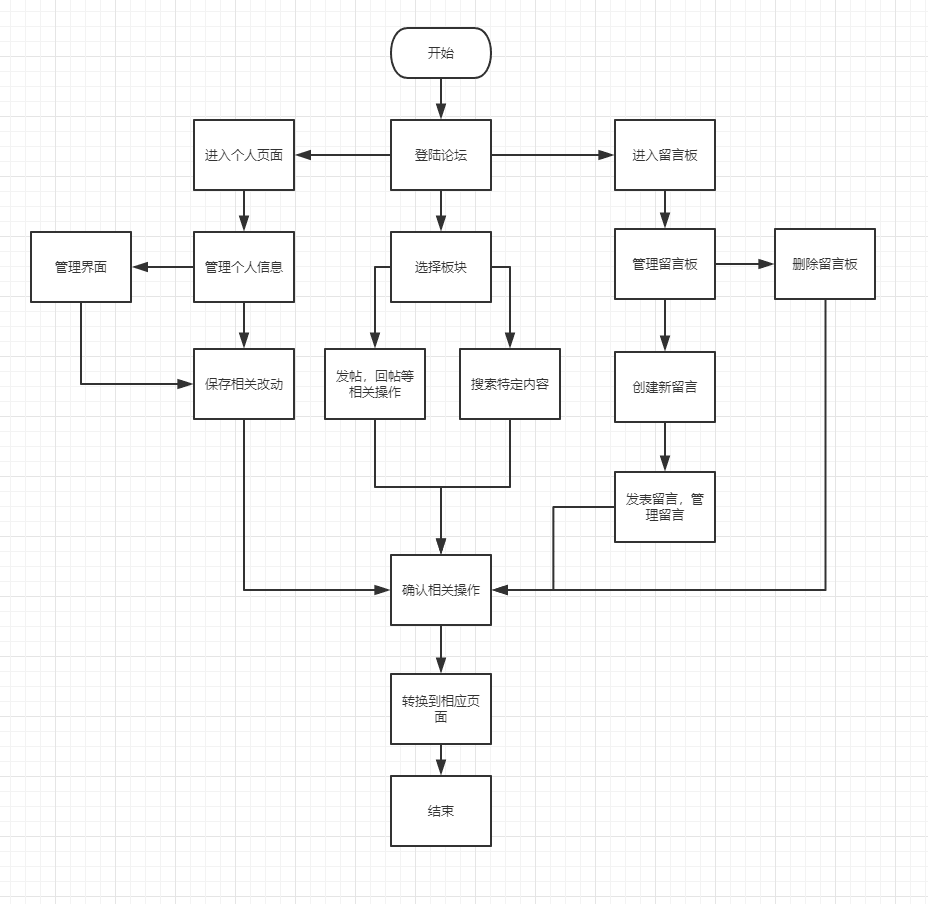 开始
进入个人页面
登陆论坛
进入留言板
管理界面
管理个人信息
选择板块
管理留言板
删除留言板
保存相关改动
发帖，回帖等
相关操作
搜索特定内容
创建新留言
发表留言，管
理留言
确认相关操作
转换到相应页
面
结束